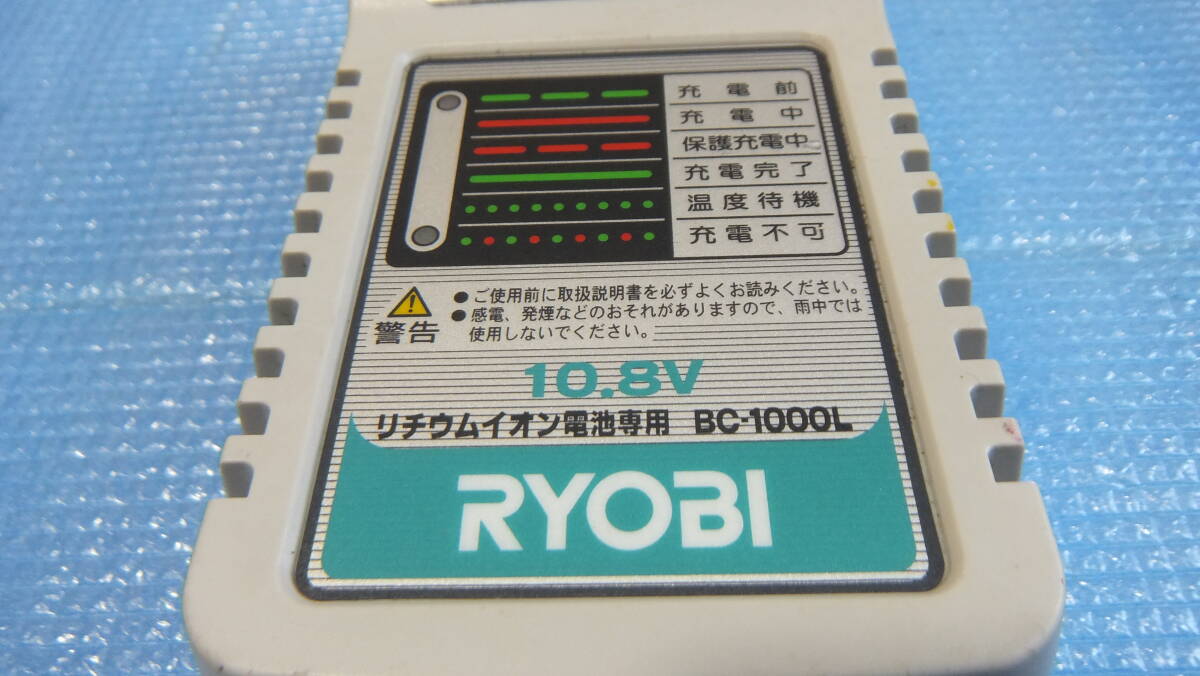 充電前
充電中
保護充電中
充電完了
温度待機
充電不可
警告
●ご使用前に取扱説明書を必ずよくお読みください。
●感電、発煙などのおそれがありますので、雨中では
使用しないでください。
10.8V
リチウムイオン電池専用 BC-1000L
RYOBI